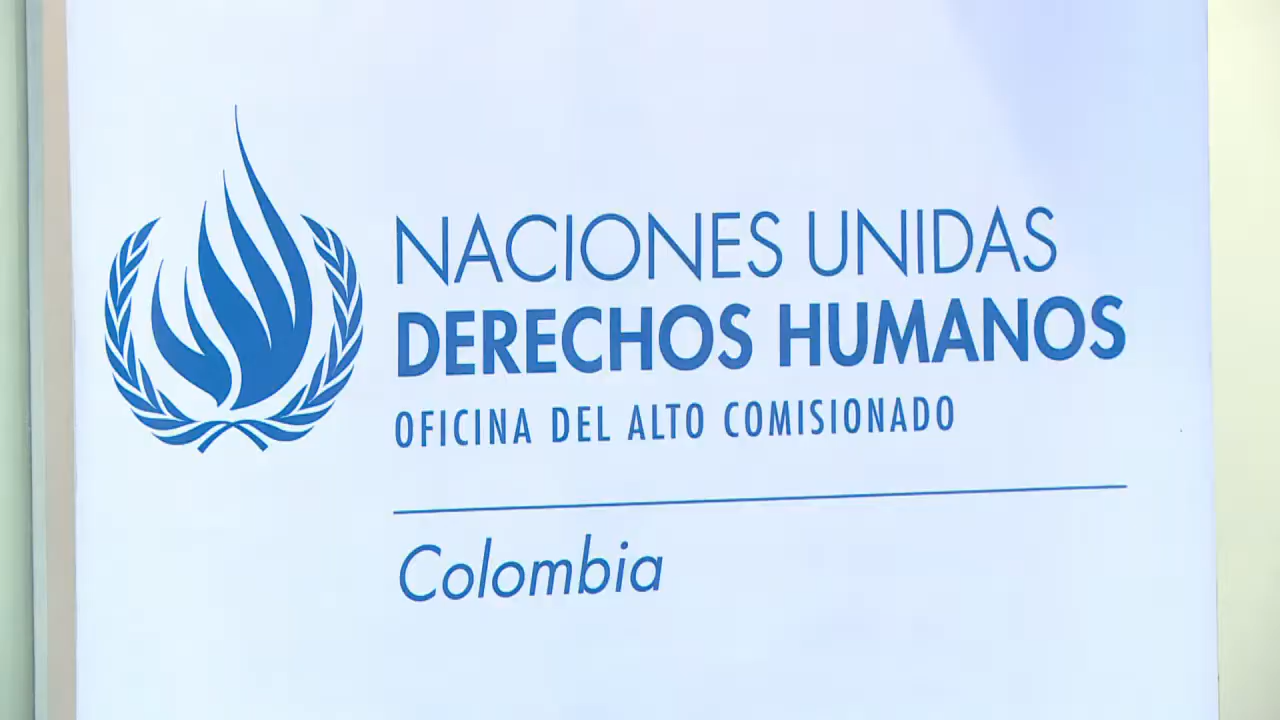 NACIONES UNIDAS
DERECHOS HUMANOS
OFICINA DEL ALTO COMISIONADO
Colombia